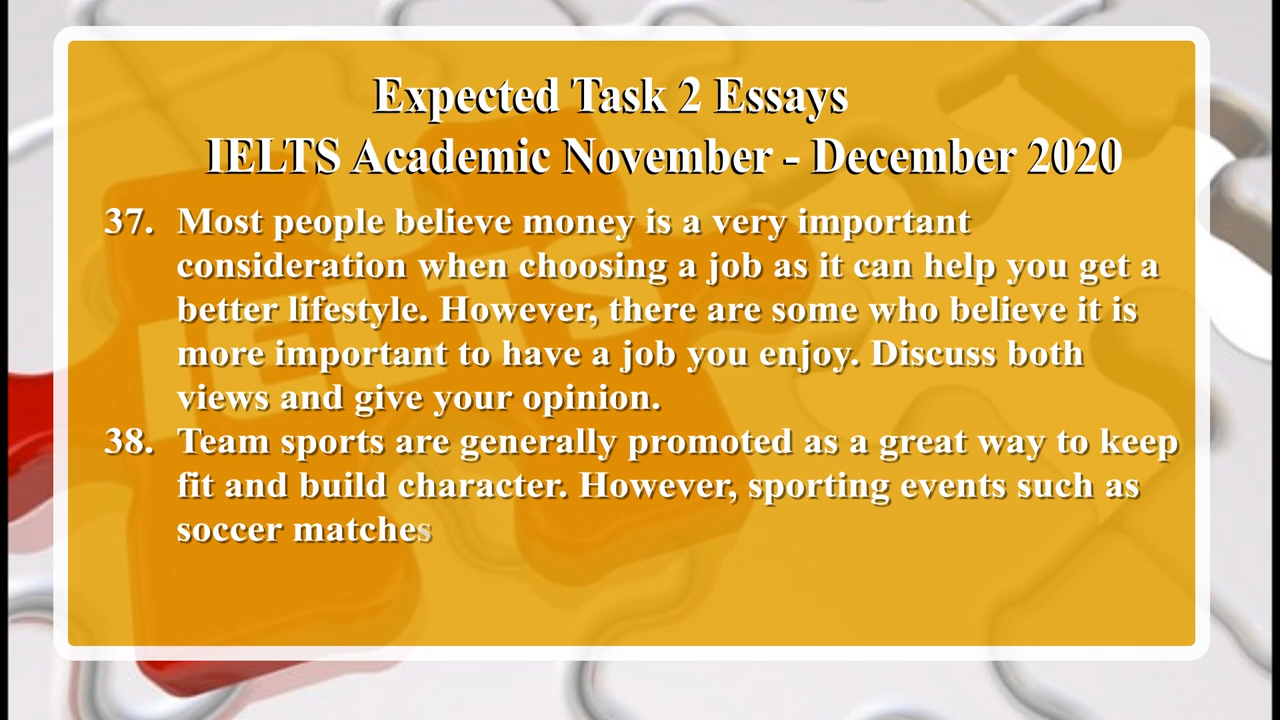 Expected Task 2 Essays
IELTS Academic November - December 2020
37. Most people believe money is a very important
consideration when choosing a job as it can help you get a
better lifestyle. However, there are some who believe it is
more important to have a job you enjoy. Discuss both
views and give your opinion.
38. Team sports are generally promoted as a great way to keep
fit and build character. However, sporting events such as
soccer matches
IELTS